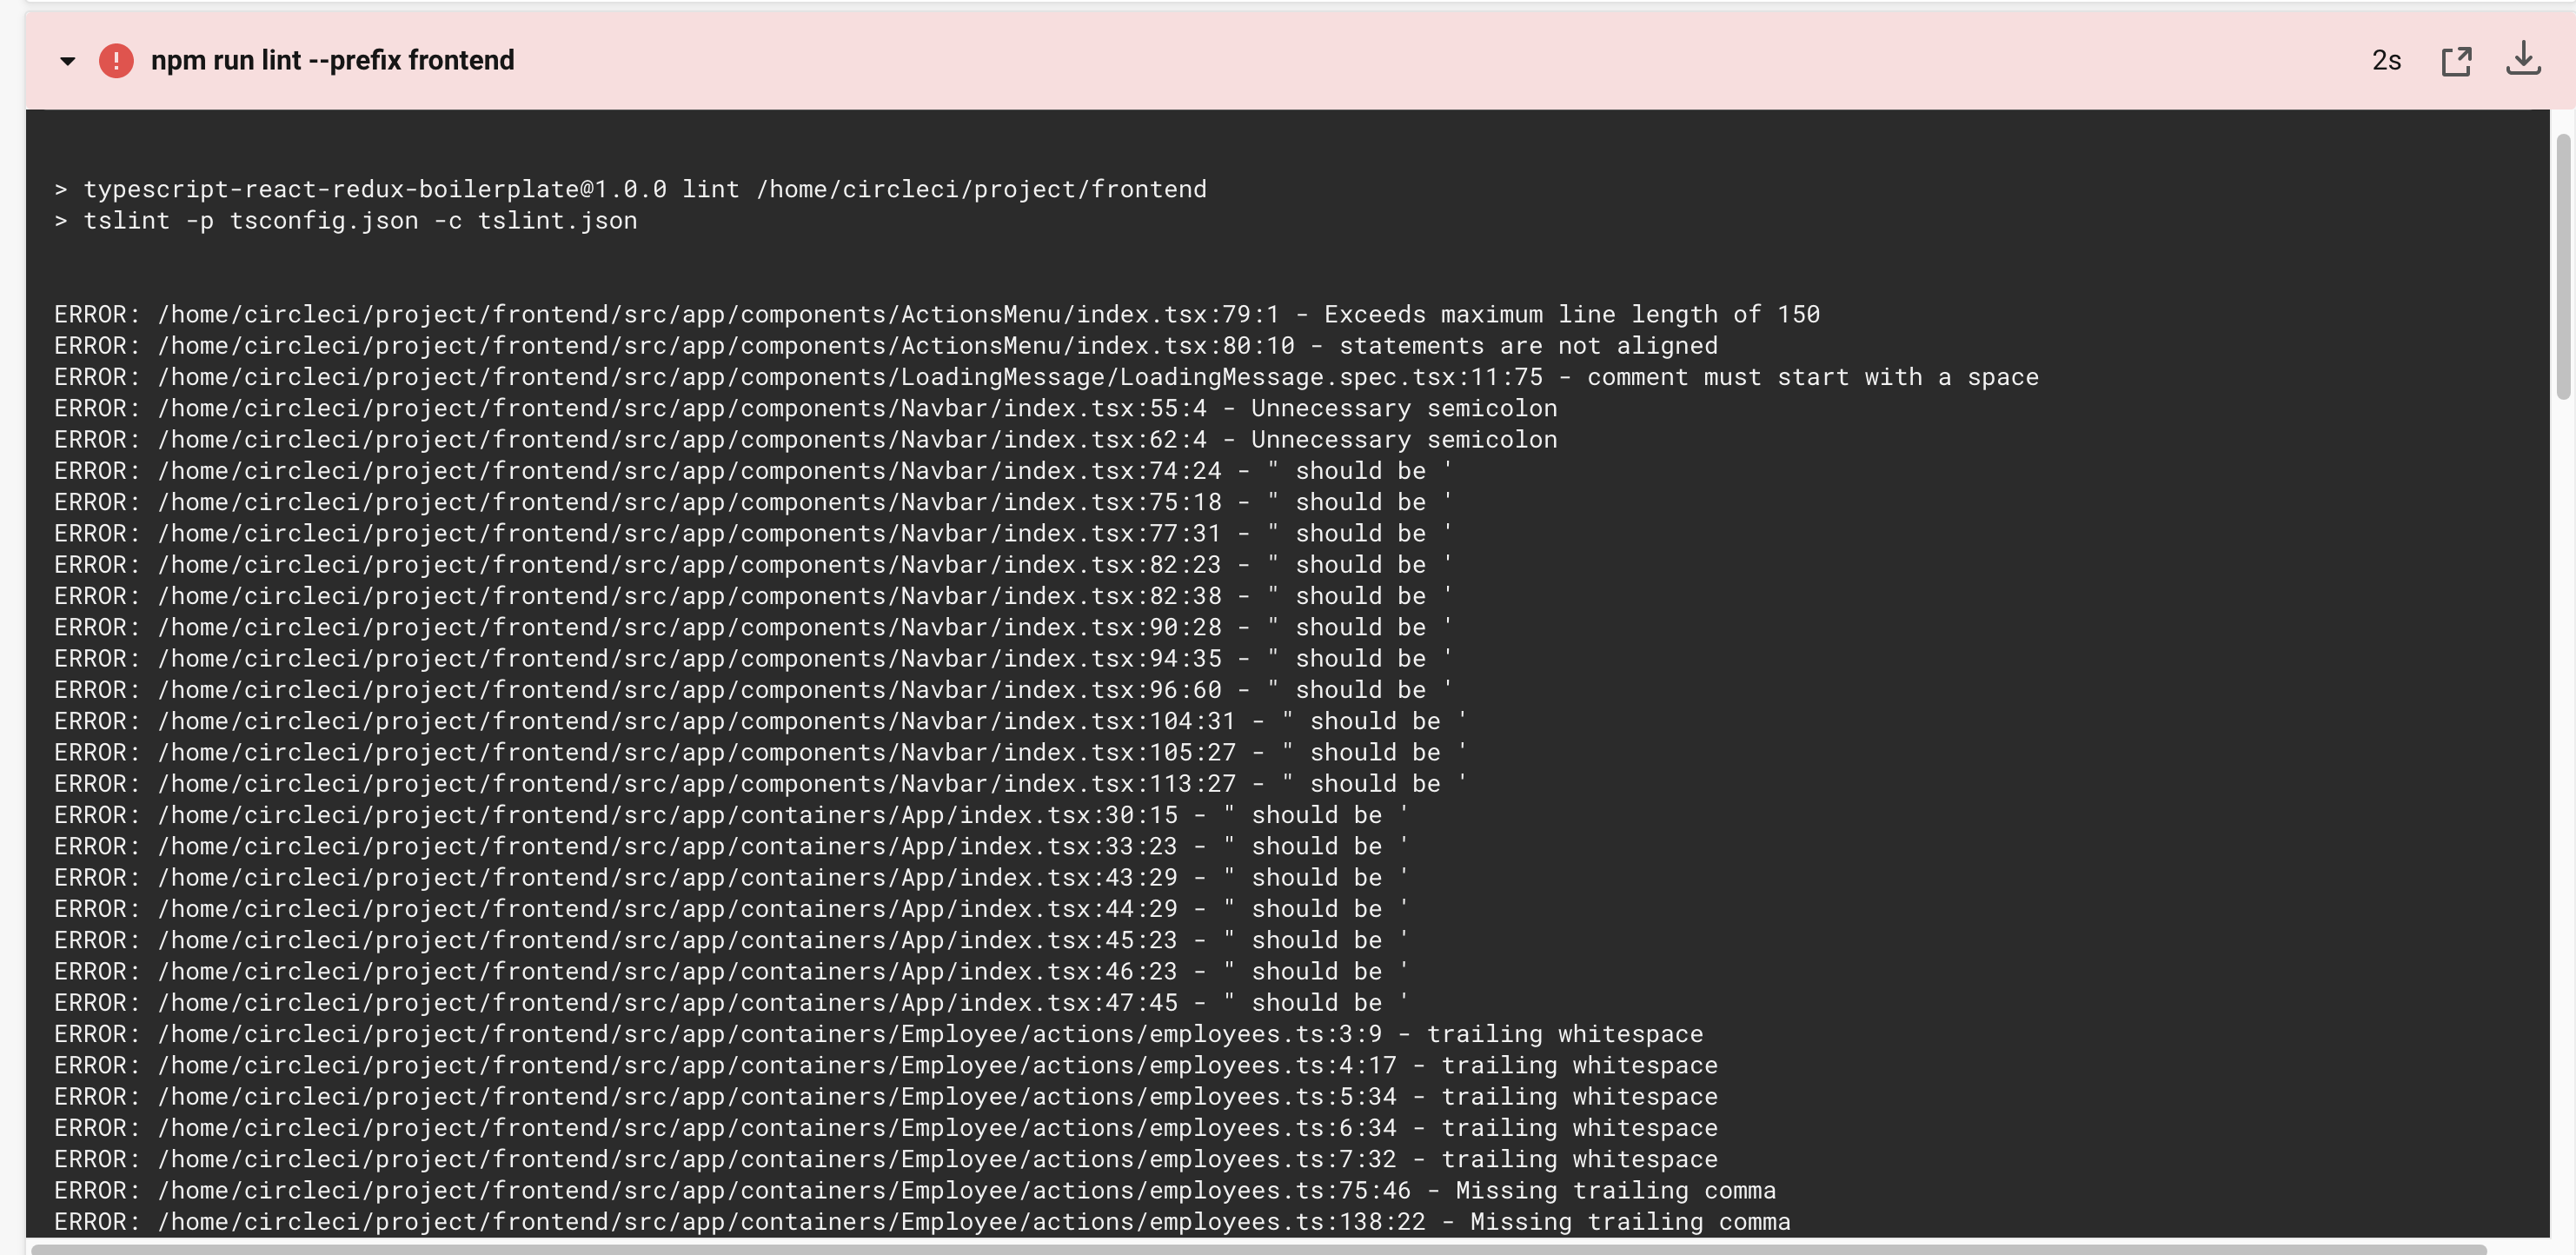 npm run lint --prefix frontend
2s
> typescript-react-redux-boilerplate@1.0.0 lint /home/circleci/project/frontend
> tslint -p tsconfig.json -c tslint.json
ERROR: /home/circleci/project/frontend/src/app/components/ActionsMenu/index.tsx:79:1 - Exceeds maximum line length of 150
ERROR: /home/circleci/project/frontend/src/app/components/ActionsMenu/index.tsx:80:10 - statements are not aligned
ERROR: /home/circleci/project/frontend/src/app/components/LoadingMessage/LoadingMessage.spec.tsx:11:75 - comment must start with a space
ERROR: /home/circleci/project/frontend/src/app/components/Navbar/index.tsx:55:4 - Unnecessary semicolon
ERROR: /home/circleci/project/frontend/src/app/components/Navbar/index.tsx:62:4 - Unnecessary semicolon
ERROR: /home/circleci/project/frontend/src/app/components/Navbar/index.tsx:74:24 - " should be '
ERROR: /home/circleci/project/frontend/src/app/components/Navbar/index.tsx:75:18 - " should be '
ERROR: /home/circleci/project/frontend/src/app/components/Navbar/index.tsx:77:31 - " should be '
ERROR: /home/circleci/project/frontend/src/app/components/Navbar/index.tsx:82:23 - " should be '
ERROR: /home/circleci/project/frontend/src/app/components/Navbar/index.tsx:82:38 - " should be '
ERROR: /home/circleci/project/frontend/src/app/components/Navbar/index.tsx:90:28 - " should be '
ERROR: /home/circleci/project/frontend/src/app/components/Navbar/index.tsx:94:35 - " should be '
ERROR: /home/circleci/project/frontend/src/app/components/Navbar/index.tsx:96:60 - " should be '
ERROR: /home/circleci/project/frontend/src/app/components/Navbar/index.tsx:104:31 - " should be '
ERROR: /home/circleci/project/frontend/src/app/components/Navbar/index.tsx:105:27 - " should be '
ERROR: /home/circleci/project/frontend/src/app/components/Navbar/index.tsx:113:27 - " should be '
ERROR: /home/circleci/project/frontend/src/app/containers/App/index.tsx:30:15 - " should be '
ERROR: /home/circleci/project/frontend/src/app/containers/App/index.tsx:33:23 - " should be '
ERROR: /home/circleci/project/frontend/src/app/containers/App/index.tsx:43:29 - " should be '
ERROR: /home/circleci/project/frontend/src/app/containers/App/index.tsx:44:29 - " should be '
ERROR: /home/circleci/project/frontend/src/app/containers/App/index.tsx:45:23 - " should be '
ERROR: /home/circleci/project/frontend/src/app/containers/App/index.tsx:46:23 - " should be '
ERROR: /home/circleci/project/frontend/src/app/containers/App/index.tsx:47:45 - " should be '
ERROR: /home/circleci/project/frontend/src/app/containers/Employee/actions/employees.ts:3:9 - trailing whitespace
ERROR: /home/circleci/project/frontend/src/app/containers/Employee/actions/employees.ts:4:17 - trailing whitespace
ERROR: /home/circleci/project/frontend/src/app/containers/Employee/actions/employees.ts:5:34 - trailing whitespace
ERROR: /home/circleci/project/frontend/src/app/containers/Employee/actions/employees.ts:6:34 - trailing whitespace
ERROR: /home/circleci/project/frontend/src/app/containers/Employee/actions/employees.ts:7:32 - trailing whitespace
ERROR: /home/circleci/project/frontend/src/app/containers/Employee/actions/employees.ts:75:46 - Missing trailing comma
ERROR: /home/circleci/project/frontend/src/app/containers/Employee/actions/employees.ts:138:22 - Missing trailing comma